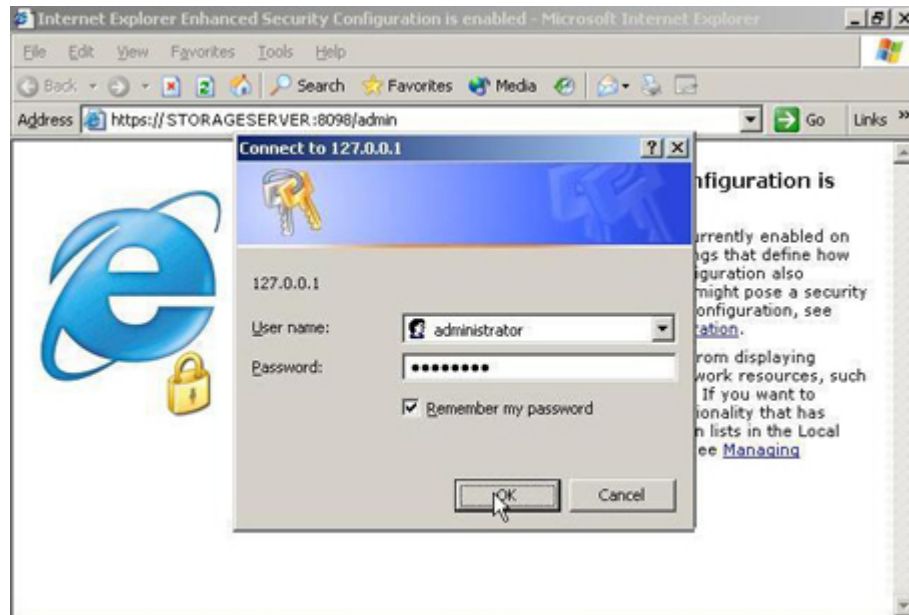 Internet Explorer Enhanced Security Configuration is enabled - Microsoft Internet Explorer
File Edit View Favorites Tools Help
Back Search Favorites Media
Address https://STORAGESERVER:8098/admin Go Links »
Connect to 127.0.0.1
nfiguration is
urrently enabled on
ngs that define how
iguration also
might pose a security
onfiguration, see
ration.
127.0.0.1
User name: administrator
rom displaying
Password: ••••••••
work resources, such
If you want to
Remember my password
ionality that has
n lists in the Local
ee Managing
OK Cancel